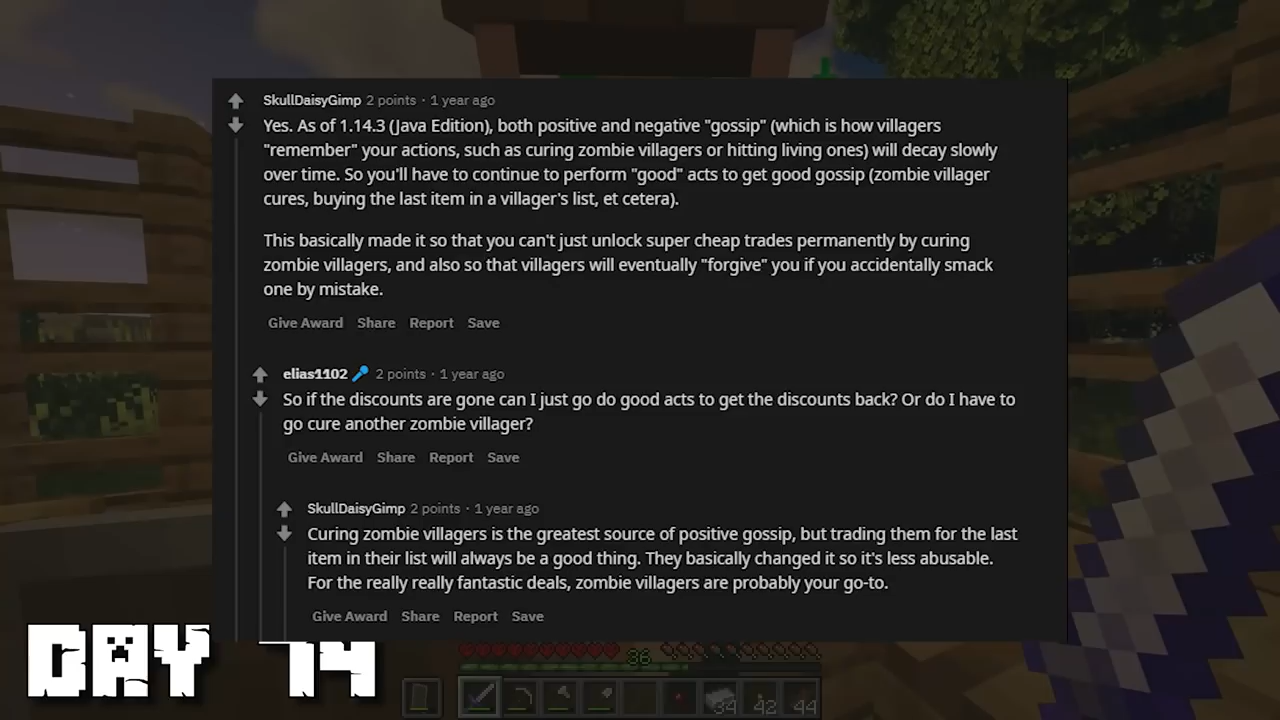 SkullDaisyGimp 2 points · 1 year ago
Yes. As of 1.14.3 (Java Edition), both positive and negative "gossip" (which is how villagers
"remember" your actions, such as curing zombie villagers or hitting living ones) will decay slowly
over time. So you'll have to continue to perform "good" acts to get good gossip (zombie villager
cures, buying the last item in a villager's list, et cetera).
This basically made it so that you can't just unlock super cheap trades permanently by curing
zombie villagers, and also so that villagers will eventually "forgive" you if you accidentally smack
one by mistake.
Give Award Share Report Save
elias1102 2 points · 1 year ago
So if the discounts are gone can I just go do good acts to get the discounts back? Or do I have to
go cure another zombie villager?
Give Award Share Report Save
SkullDaisyGimp 2 points · 1 year ago
Curing zombie villagers is the greatest source of positive gossip, but trading them for the last
item in their list will always be a good thing. They basically changed it so it's less abusable.
For the really really fantastic deals, zombie villagers are probably your go-to.
Give Award Share Report Save
DAY 74
36
34 42 44